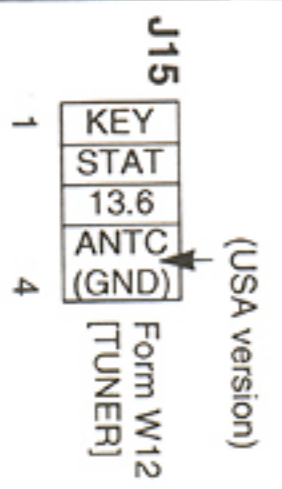 J15
1
KEY
STAT
13.6
ANTC
(GND)
4
(USA version)
Form W12
[TUNER]